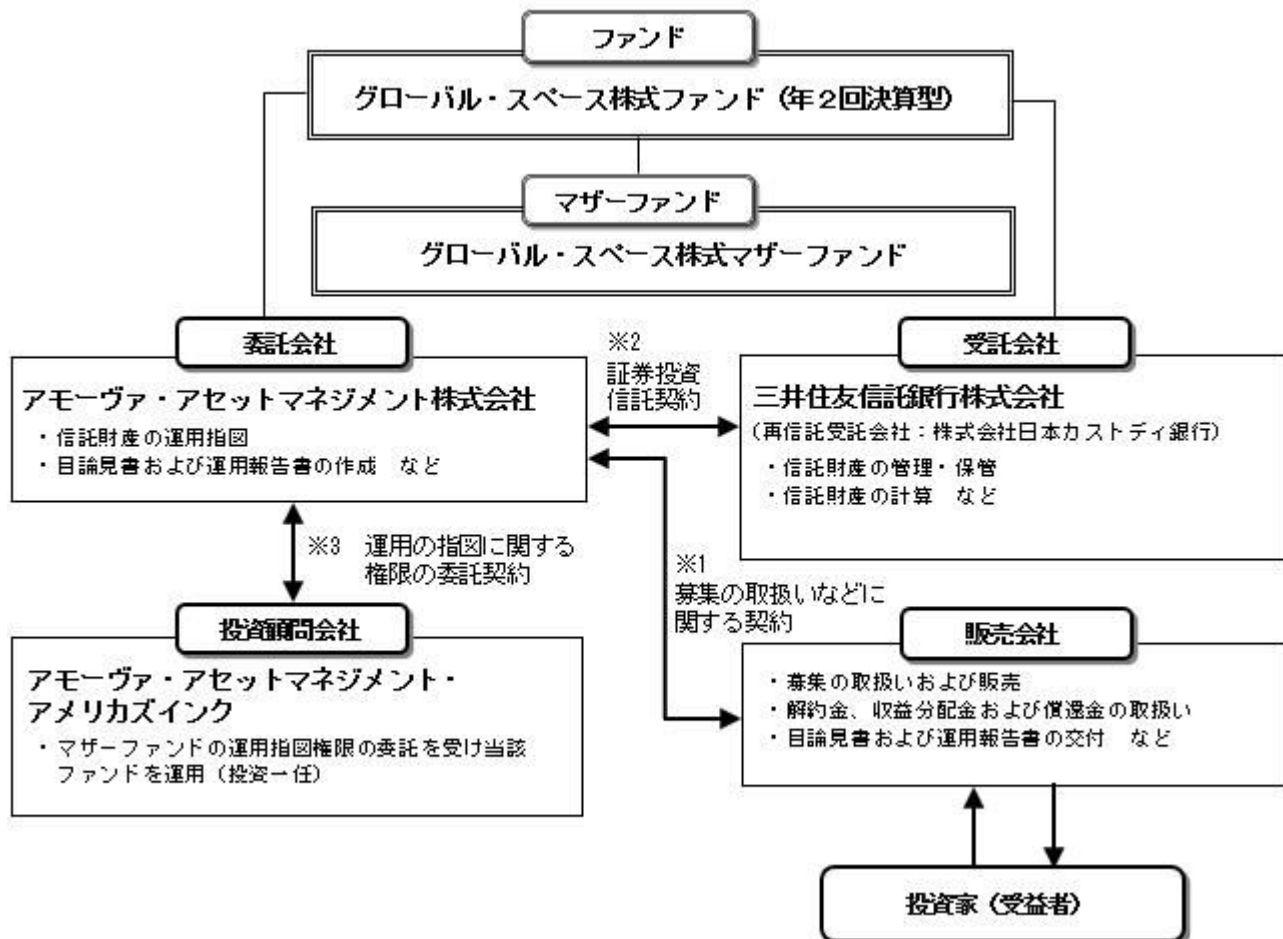 ファンド
グローバル・スペース株式ファンド（年２回決算型）
マザーファンド
グローバル・スペース株式マザーファンド
委託会社
アモーヴァ・アセットマネジメント株式会社
・信託財産の運用指図
・目論見書および運用報告書の作成　など
※2
証券投資
信託契約
受託会社
三井住友信託銀行株式会社
（再信託受託会社：株式会社日本カストディ銀行）
・信託財産の管理・保管
・信託財産の計算　など
※3　運用の指図に関する
権限の委託契約
※1
募集の取扱いなどに
関する契約
投資顧問会社
アモーヴァ・アセットマネジメント・
アメリカズインク
・マザーファンドの運用指図権限の委託を受け当該
ファンドを運用（投資一任）
販売会社
・募集の取扱いおよび販売
・解約金、収益分配金および償還金の取扱い
・目論見書および運用報告書の交付　など
投資家（受益者）